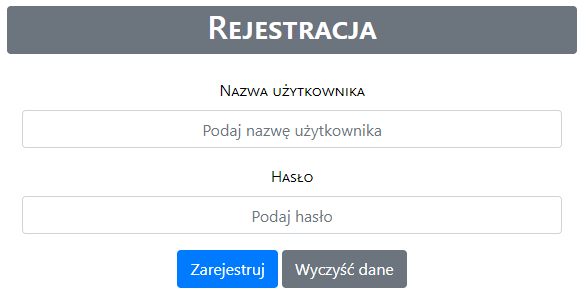 Rejestracja
Nazwa użytkownika
Podaj nazwę użytkownika
Hasło
Podaj hasło
Zarejestruj Wyczyść dane